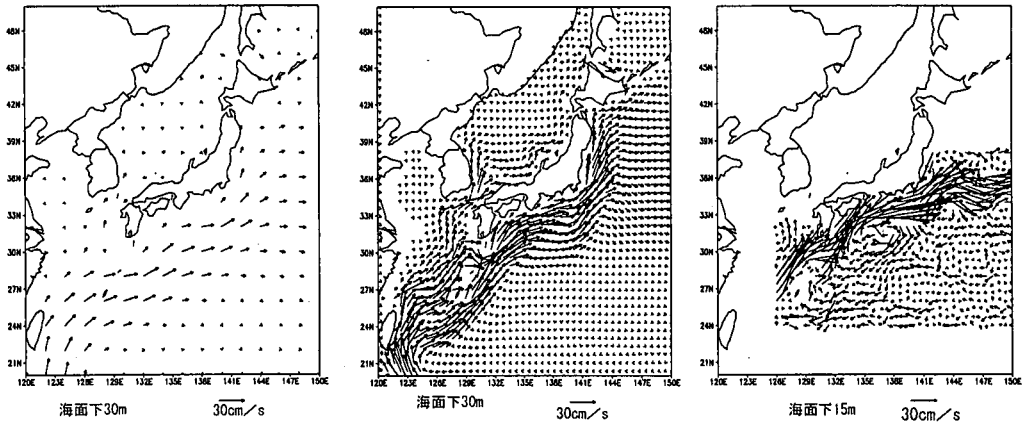 48N
45N
42N
39N
36N
33N
30N
27N
24N
21N
120E 123E 126E 129E 132E 135E 138E 141E 144E 147E 150E
海面下30m
30cm/s
48N
45N
42N
39N
36N
33N
30N
27N
24N
21N
120E 123E 126E 129E 132E 135E 138E 141E 144E 147E 150E
海面下30m
30cm/s
48N
45N
42N
39N
36N
33N
30N
27N
24N
21N
120E 123E 126E 129E 132E 135E 138E 141E 144E 147E 150E
海面下15m
30cm/s